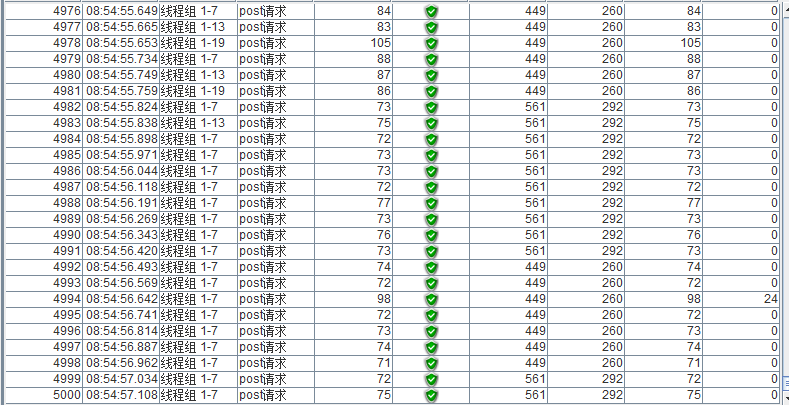 4976 08:54:55.649 线程组 1-7 post请求 84 449 260 84 0
4977 08:54:55.665 线程组 1-13 post请求 83 449 260 83 0
4978 08:54:55.653 线程组 1-19 post请求 105 449 260 105 0
4979 08:54:55.734 线程组 1-7 post请求 88 449 260 88 0
4980 08:54:55.749 线程组 1-13 post请求 87 449 260 87 0
4981 08:54:55.759 线程组 1-19 post请求 86 449 260 86 0
4982 08:54:55.824 线程组 1-7 post请求 73 561 292 73 0
4983 08:54:55.838 线程组 1-13 post请求 75 561 292 75 0
4984 08:54:55.898 线程组 1-7 post请求 72 561 292 72 0
4985 08:54:55.971 线程组 1-7 post请求 73 561 292 73 0
4986 08:54:56.044 线程组 1-7 post请求 73 561 292 73 0
4987 08:54:56.118 线程组 1-7 post请求 72 561 292 72 0
4988 08:54:56.191 线程组 1-7 post请求 77 561 292 77 0
4989 08:54:56.269 线程组 1-7 post请求 73 561 292 73 0
4990 08:54:56.343 线程组 1-7 post请求 76 561 292 76 0
4991 08:54:56.420 线程组 1-7 post请求 73 561 292 73 0
4992 08:54:56.493 线程组 1-7 post请求 74 449 260 74 0
4993 08:54:56.569 线程组 1-7 post请求 72 449 260 72 0
4994 08:54:56.642 线程组 1-7 post请求 98 449 260 98 24
4995 08:54:56.741 线程组 1-7 post请求 72 449 260 72 0
4996 08:54:56.814 线程组 1-7 post请求 73 449 260 73 0
4997 08:54:56.887 线程组 1-7 post请求 74 449 260 74 0
4998 08:54:56.962 线程组 1-7 post请求 71 449 260 71 0
4999 08:54:57.034 线程组 1-7 post请求 72 561 292 72 0
5000 08:54:57.108 线程组 1-7 post请求 75 561 292 75 0